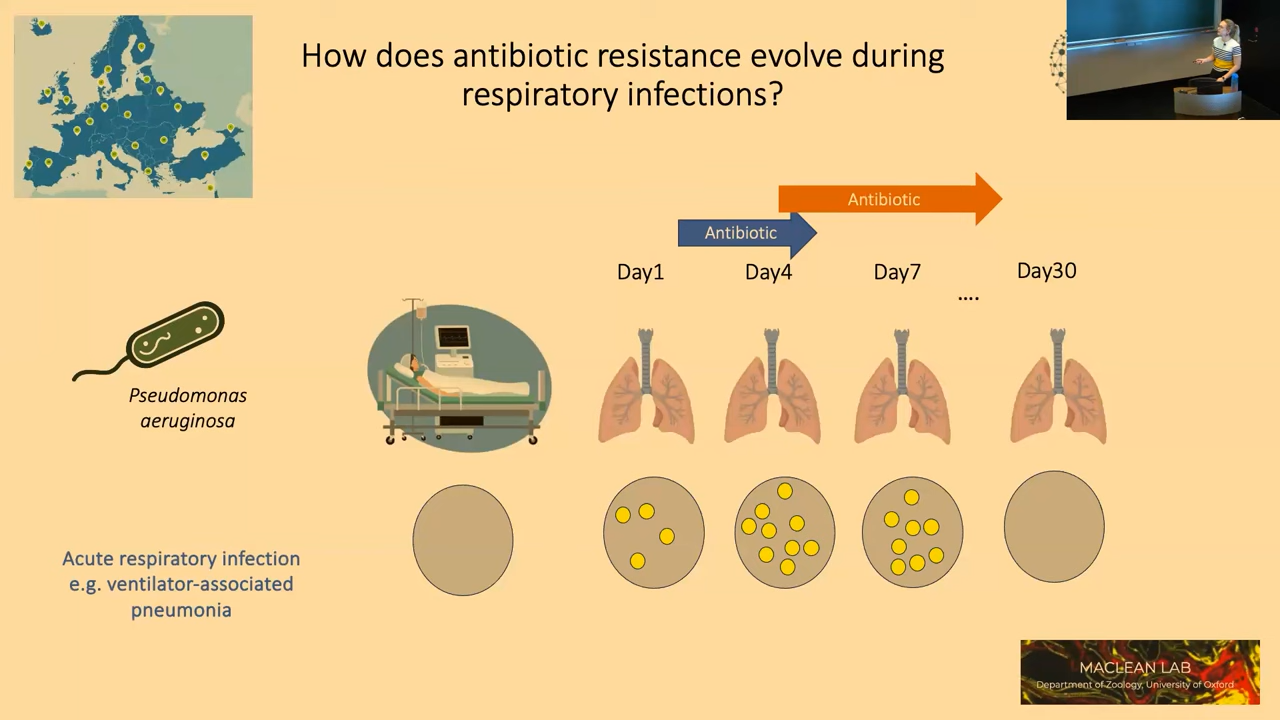 How does antibiotic resistance evolve during
respiratory infections?
Antibiotic
Antibiotic
Day1
Day4
Day7
Day30
....
Pseudomonas
aeruginosa
Acute respiratory infection
e.g. ventilator-associated
pneumonia
MACLEAN LAB
Department of Zoology, University of Oxford